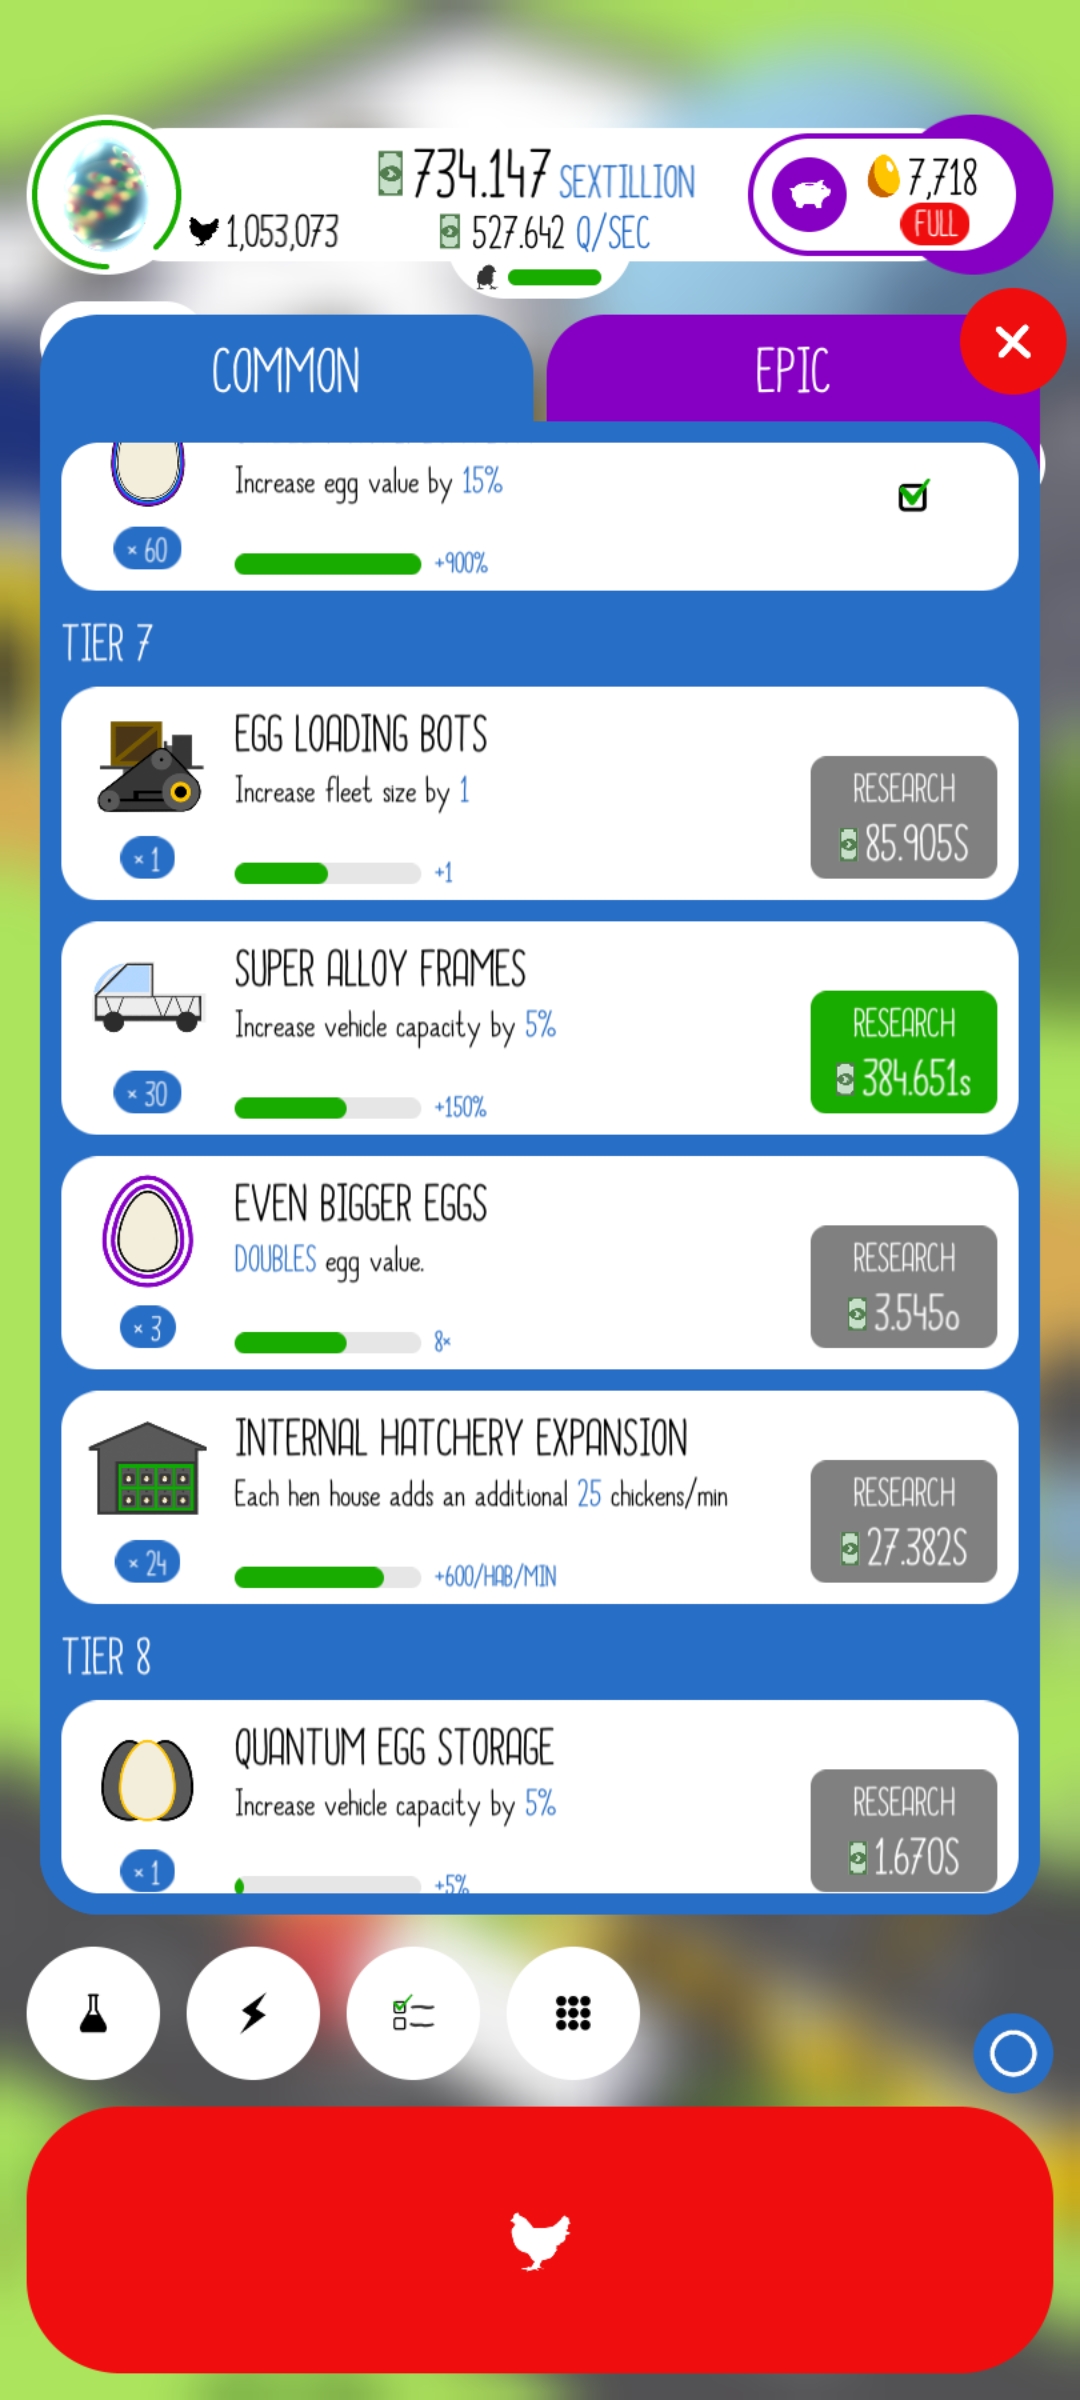 734.147 SEXTILLION
1,053,073
527.642 Q/SEC
7,718
FULL
COMMON
EPIC
Increase egg value by 15%
× 60
+900%
TIER 7
EGG LOADING BOTS
Increase fleet size by 1
× 1
+1
RESEARCH
85.905S
SUPER ALLOY FRAMES
Increase vehicle capacity by 5%
× 30
+150%
RESEARCH
384.651s
EVEN BIGGER EGGS
DOUBLES egg value.
× 3
8×
RESEARCH
3.545o
INTERNAL HATCHERY EXPANSION
Each hen house adds an additional 25 chickens/min
× 24
+600/HAB/MIN
RESEARCH
27.382S
TIER 8
QUANTUM EGG STORAGE
Increase vehicle capacity by 5%
× 1
+5%
RESEARCH
1.670S